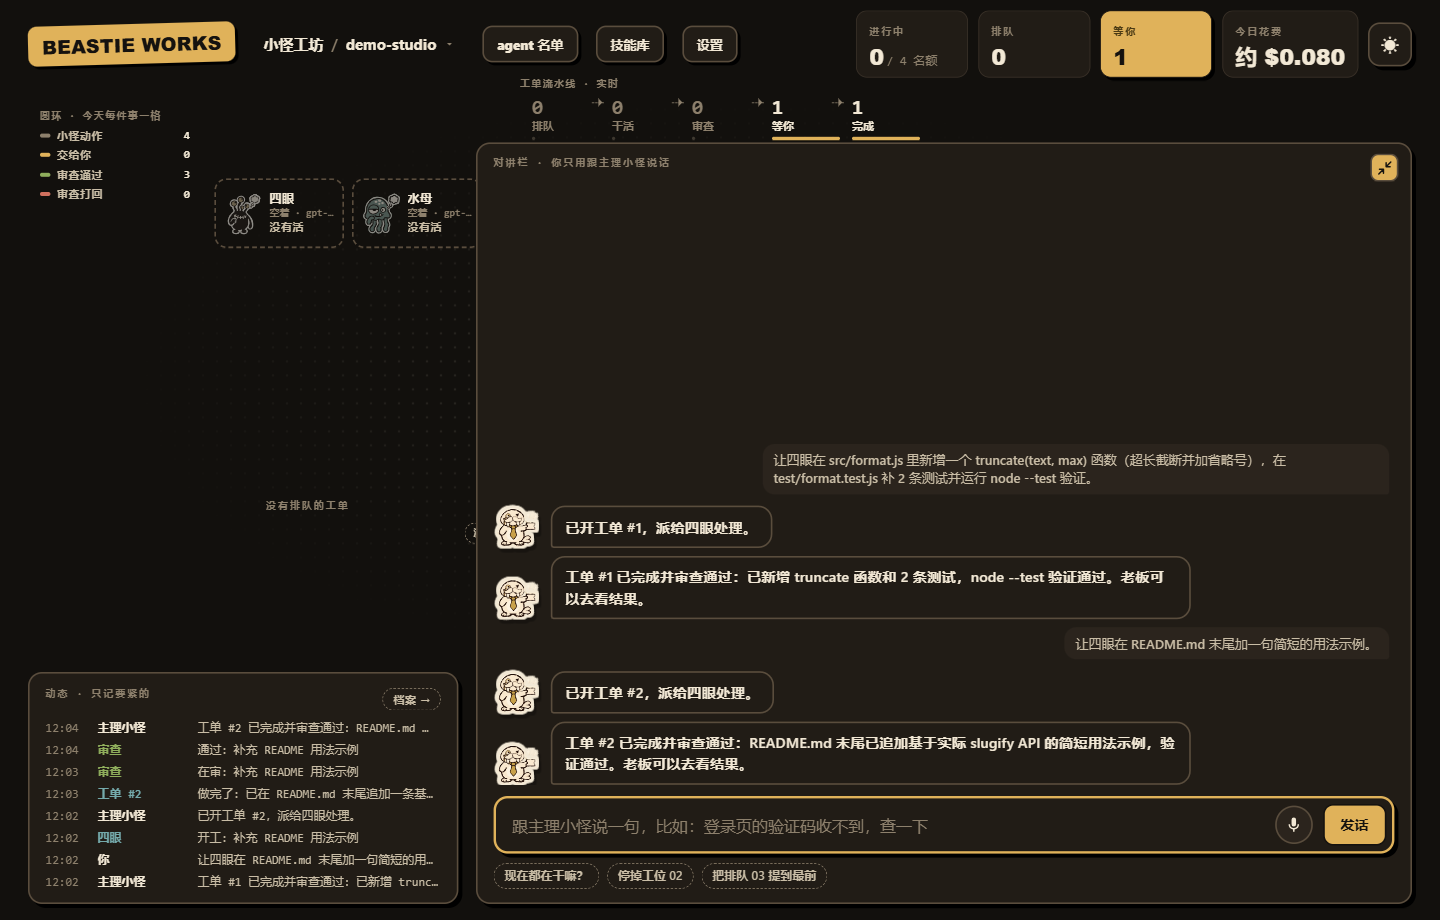 BEASTIE WORKS
小怪工坊 / demo-studio
agent 名单
技能库
设置
进行中
0 / 4 名额
排队
0
等你
1
今日花费
约 $0.080
工单流水线 · 实时
0
排队
0
干活
0
审查
1
等你
1
完成
圆环 · 今天每件事一格
小怪动作 4
交给你 0
审查通过 3
审查打回 0
四眼
空着 · gpt-…
没有活
水母
空着 · gpt-…
没有活
没有排队的工单
对讲栏 · 你只用跟主理小怪说话
让四眼在 src/format.js 里新增一个 truncate(text, max) 函数（超长截断并加省略号），在
test/format.test.js 补 2 条测试并运行 node --test 验证。
已开工单 #1，派给四眼处理。
工单 #1 已完成并审查通过：已新增 truncate 函数和 2 条测试，node --test 验证通过。老板可
以去看结果。
让四眼在 README.md 末尾加一句简短的用法示例。
已开工单 #2，派给四眼处理。
工单 #2 已完成并审查通过：README.md 末尾已追加基于实际 slugify API 的简短用法示例，验
证通过。老板可以去看结果。
跟主理小怪说一句，比如：登录页的验证码收不到，查一下
发话
现在都在干嘛？
停掉工位 02
把排队 03 提到最前
动态 · 只记要紧的
档案 →
12:04 主理小怪 工单 #2 已完成并审查通过：README.md …
12:04 审查 通过：补充 README 用法示例
12:03 审查 在审：补充 README 用法示例
12:03 工单 #2 做完了：已在 README.md 末尾追加一条基…
12:02 主理小怪 已开工单 #2，派给四眼处理。
12:02 四眼 开工：补充 README 用法示例
12:02 你 让四眼在 README.md 末尾加一句简短的用…
12:02 主理小怪 工单 #1 已完成并审查通过：已新增 trunc…